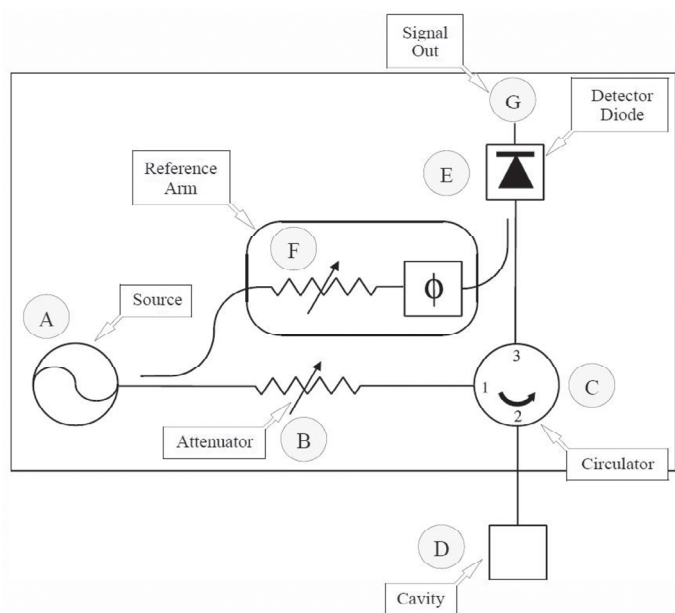 Signal
Out
G
Detector
Diode
E
Reference
Arm
F
ϕ
A
Source
3
1
2
C
Attenuator
B
Circulator
D
Cavity